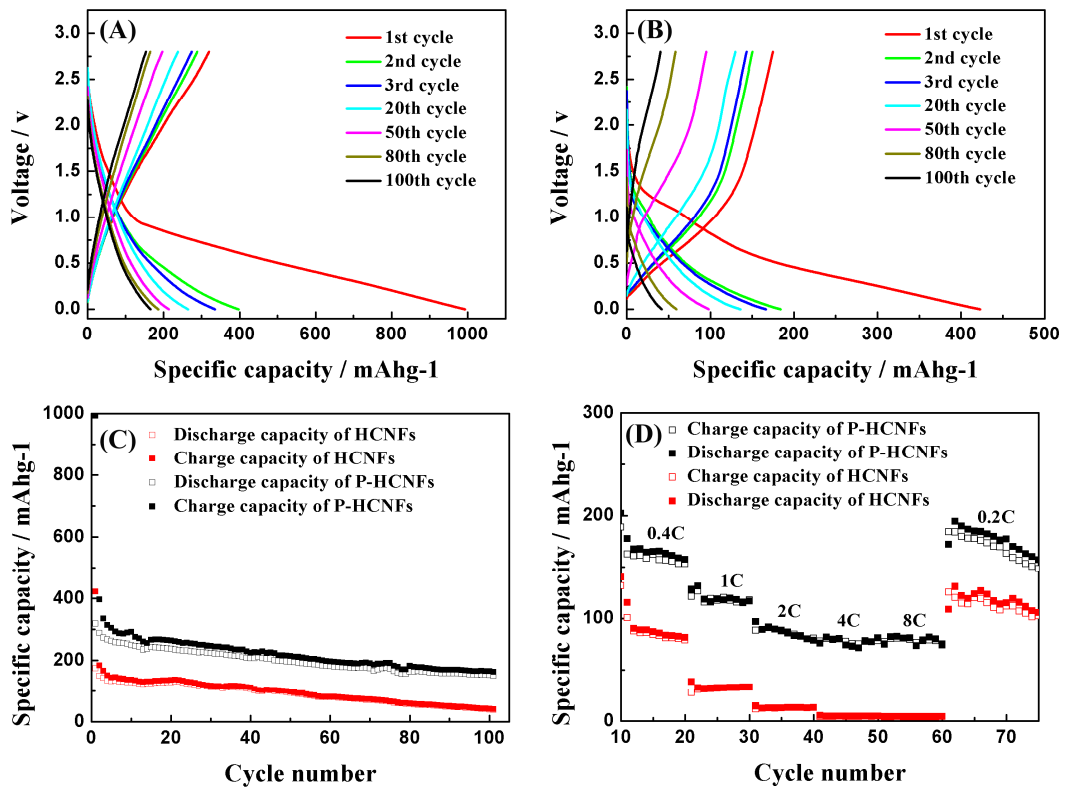 (A)
Voltage / v
3.0
2.5
2.0
1.5
1.0
0.5
0.0
1st cycle
2nd cycle
3rd cycle
20th cycle
50th cycle
80th cycle
100th cycle
0 200 400 600 800 1000
Specific capacity / mAhg-1
(B)
Voltage / v
3.0
2.5
2.0
1.5
1.0
0.5
0.0
1st cycle
2nd cycle
3rd cycle
20th cycle
50th cycle
80th cycle
100th cycle
0 100 200 300 400 500
Specific capacity / mAhg-1
(C)
Specific capacity / mAhg-1
1000
800
600
400
200
0
Discharge capacity of HCNFs
Charge capacity of HCNFs
Discharge capacity of P-HCNFs
Charge capacity of P-HCNFs
0 20 40 60 80 100
Cycle number
(D)
Specific capacity / mAhg-1
300
200
100
0
Charge capacity of P-HCNFs
Discharge capacity of P-HCNFs
Charge capacity of HCNFs
Discharge capacity of HCNFs
0.4C
1C
2C
4C
8C
0.2C
10 20 30 40 50 60 70
Cycle number